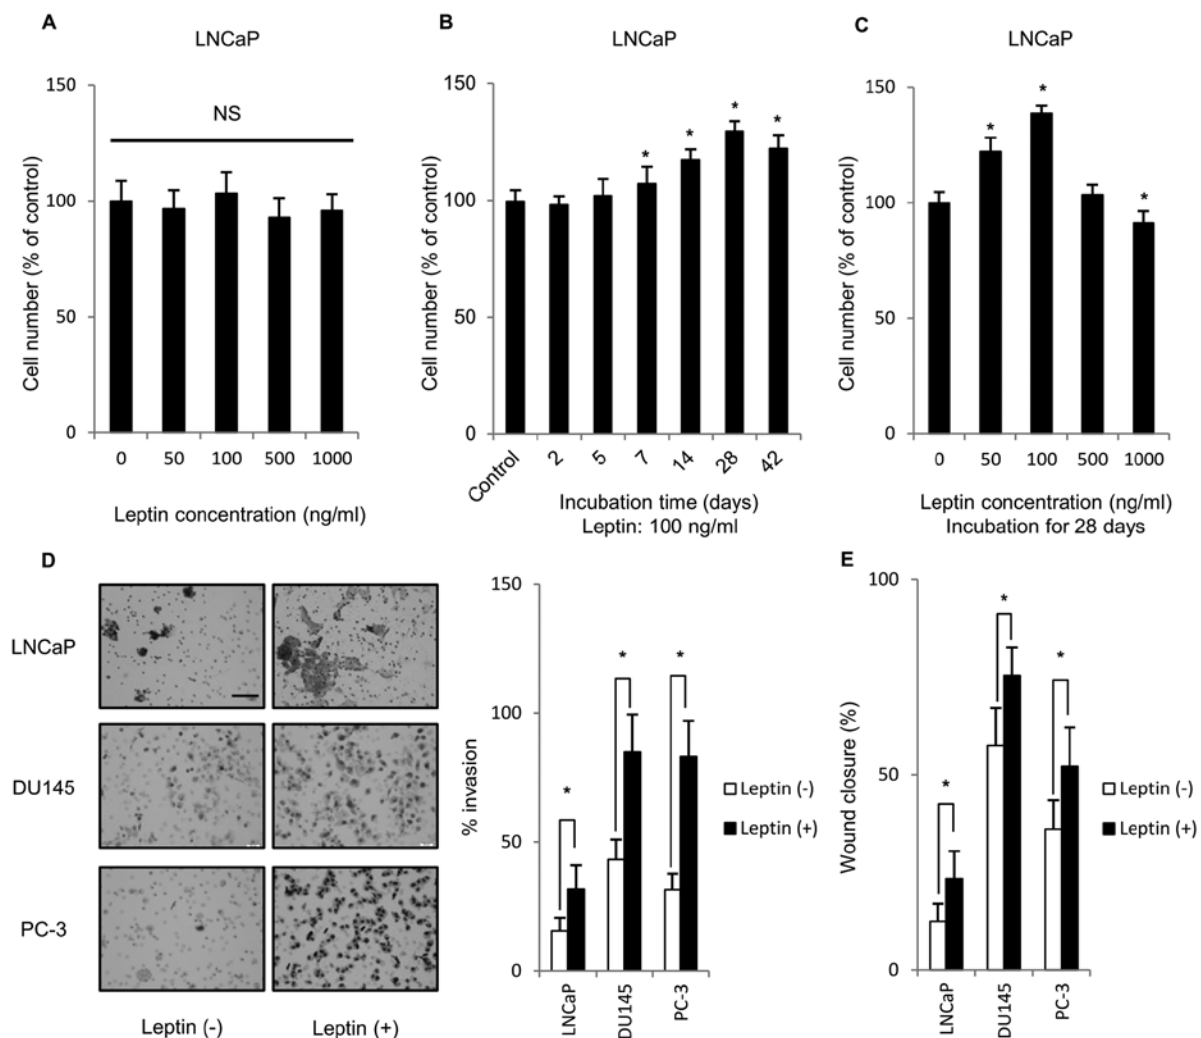 A
LNCaP
150
100
50
0
Cell number (% of control)
NS
0 50 100 500 1000
Leptin concentration (ng/ml)
B
LNCaP
150
100
50
0
Cell number (% of control)
* * * *
Control 2 5 7 14 28 42
Incubation time (days)
Leptin: 100 ng/ml
C
LNCaP
150
100
50
0
Cell number (% of control)
* * *
0 50 100 500 1000
Leptin concentration (ng/ml)
Incubation for 28 days
D
LNCaP
DU145
PC-3
Leptin (-) Leptin (+)
150
100
50
0
% invasion
* * *
LNCaP DU145 PC-3
Leptin (-)
Leptin (+)
E
100
50
0
Wound closure (%)
* * *
LNCaP DU145 PC-3
Leptin (-)
Leptin (+)